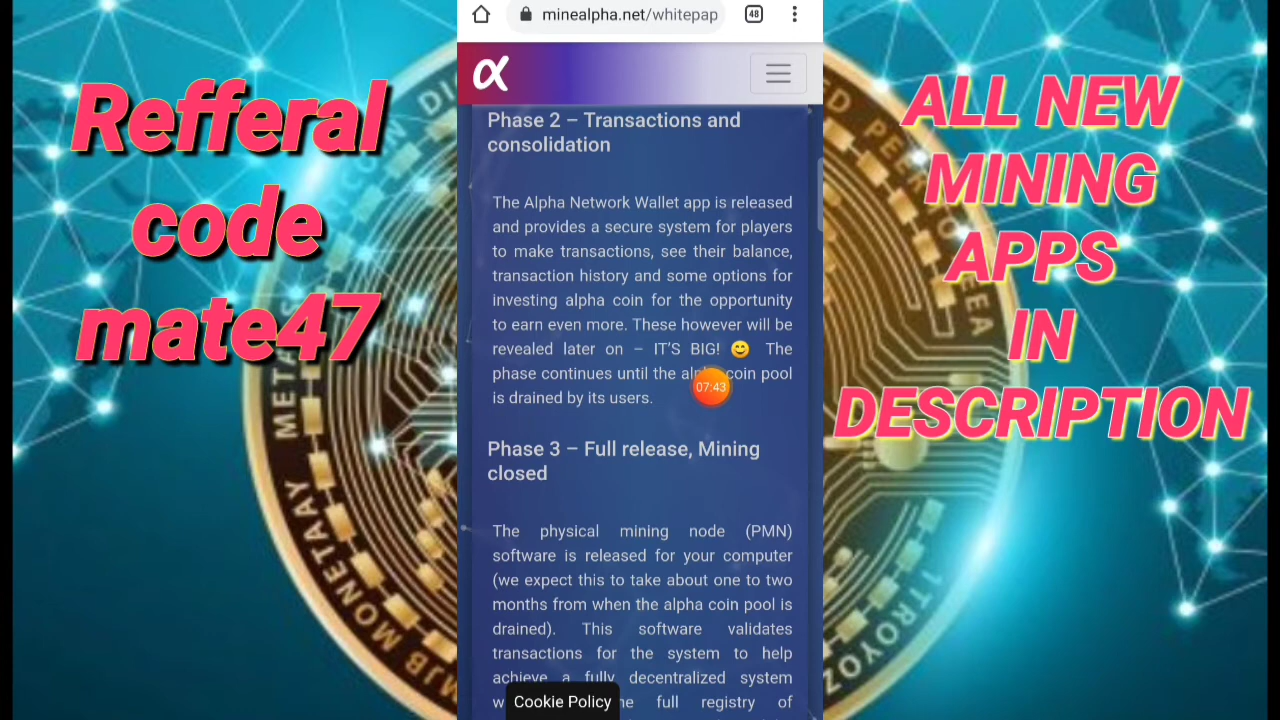 Refferal
code
mate47
minealpha.net/whitepap
48
α
Phase 2 – Transactions and
consolidation
The Alpha Network Wallet app is released
and provides a secure system for players
to make transactions, see their balance,
transaction history and some options for
investing alpha coin for the opportunity
to earn even more. These however will be
revealed later on – IT'S BIG! 😄 The
phase continues until the coin pool
07:43
is drained by its users.
Phase 3 – Full release, Mining
closed
The physical mining node (PMN)
software is released for your computer
(we expect this to take about one to two
months from when the alpha coin pool is
drained). This software validates
transactions for the system to help
achieve a fully decentralized system
full registry of
Cookie Policy
ALL NEW
MINING
APPS
IN
DESCRIPTION
METAAY
MJB MONETAAY